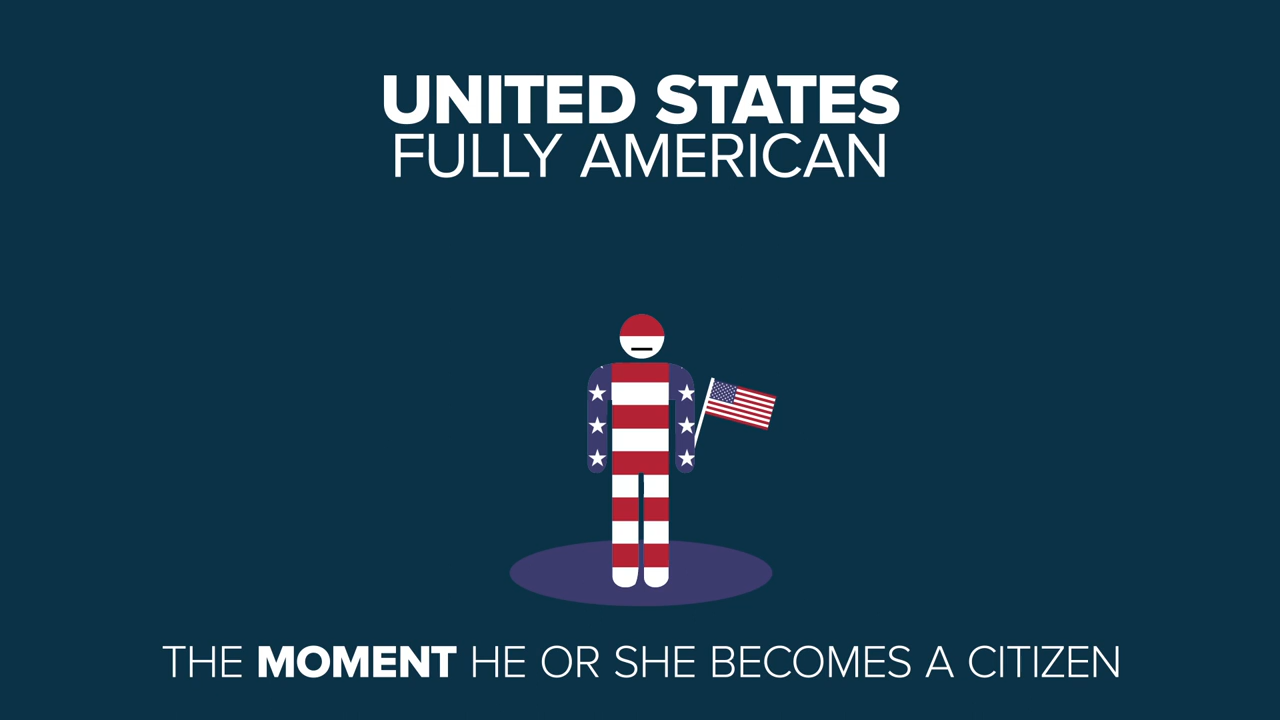 UNITED STATES
FULLY AMERICAN
THE MOMENT HE OR SHE BECOMES A CITIZEN